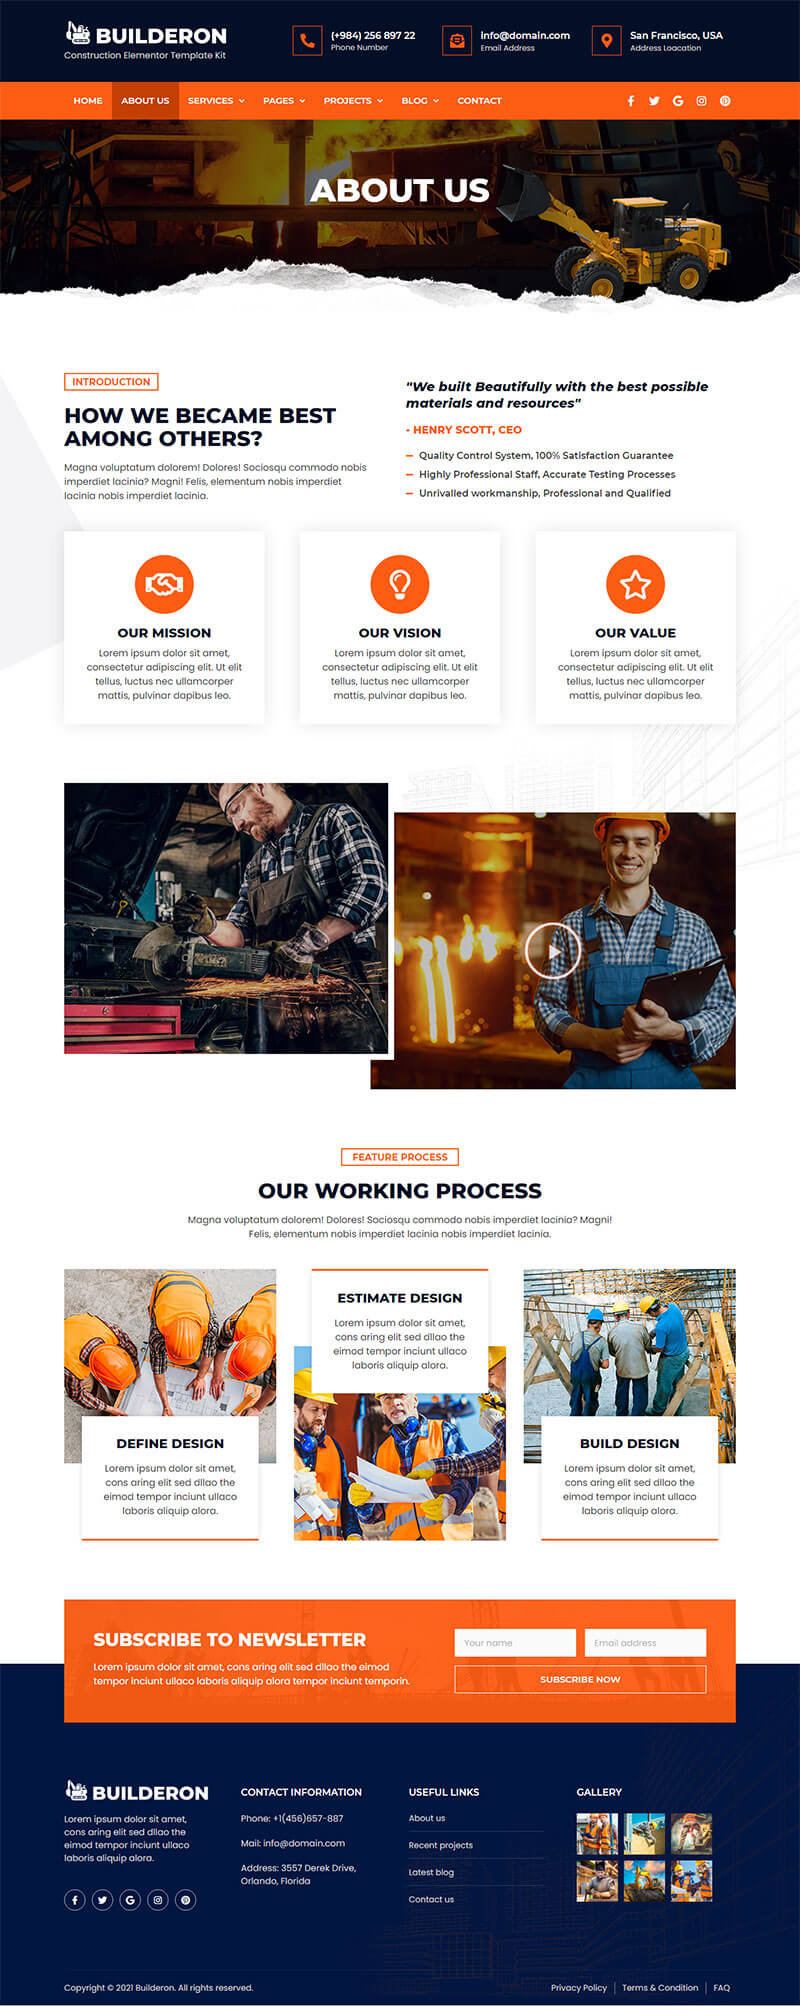 BUILDERON
Construction Elementor Template Kit
(+984) 256 897 22
Phone Number
Info@domain.com
Email Address
San Francisco, USA
Address Loacation
HOME
ABOUT US
SERVICES
PAGES
PROJECTS
BLOG
CONTACT
ABOUT US
INTRODUCTION
HOW WE BECAME BEST
AMONG OTHERS?
Magna voluptatum dolorem! Dolores! Sociosqu commodo nobis
imperdiet lacinia? Magni! Felis, elementum nobis imperdiet
lacinia nobis imperdiet lacinia.
"We built Beautifully with the best possible
materials and resources"
- HENRY SCOTT, CEO
Quality Control System, 100% Satisfaction Guarantee
Highly Professional Staff, Accurate Testing Processes
Unrivalled workmanship, Professional and Qualified
OUR MISSION
Lorem ipsum dolor sit amet,
consectetur adipiscing elit. Ut elit
tellus, luctus nec ullamcorper
mattis, pulvinar dapibus leo.
OUR VISION
Lorem ipsum dolor sit amet,
consectetur adipiscing elit. Ut elit
tellus, luctus nec ullamcorper
mattis, pulvinar dapibus leo.
OUR VALUE
Lorem ipsum dolor sit amet,
consectetur adipiscing elit. Ut elit
tellus, luctus nec ullamcorper
mattis, pulvinar dapibus leo.
FEATURE PROCESS
OUR WORKING PROCESS
Magna voluptatum dolorem! Dolores! Sociosqu commodo nobis imperdiet lacinia? Magni!
Felis, elementum nobis imperdiet lacinia nobis imperdiet lacinia.
DEFINE DESIGN
Lorem ipsum dolor sit amet,
cons aring elit sed dllao the
eimod tempor inciunt ullaco
laboris aliquip alora.
ESTIMATE DESIGN
Lorem ipsum dolor sit amet,
cons aring elit sed dllao the
eimod tempor inciunt ullaco
laboris aliquip alora.
BUILD DESIGN
Lorem ipsum dolor sit amet,
cons aring elit sed dllao the
eimod tempor inciunt ullaco
laboris aliquip alora.
SUBSCRIBE TO NEWSLETTER
Lorem ipsum dolor sit amet, cons aring elit sed dllao the eimod
tempor inciunt ullaco laboris aliquip alora tempor inciunt temporin.
Your name
Email address
SUBSCRIBE NOW
BUILDERON
Lorem ipsum dolor sit amet,
cons aring elit sed dllao the
eimod tempor inciunt ullaco
laboris aliquip alora.
CONTACT INFORMATION
Phone: +1(456)657-887
Mail: info@domain.com
Address: 3557 Derek Drive,
Orlando, Florida
USEFUL LINKS
About us
Recent projects
Latest blog
Contact us
GALLERY
Copyright © 2021 Builderon. All rights reserved.
Privacy Policy
Terms & Condition
FAQ